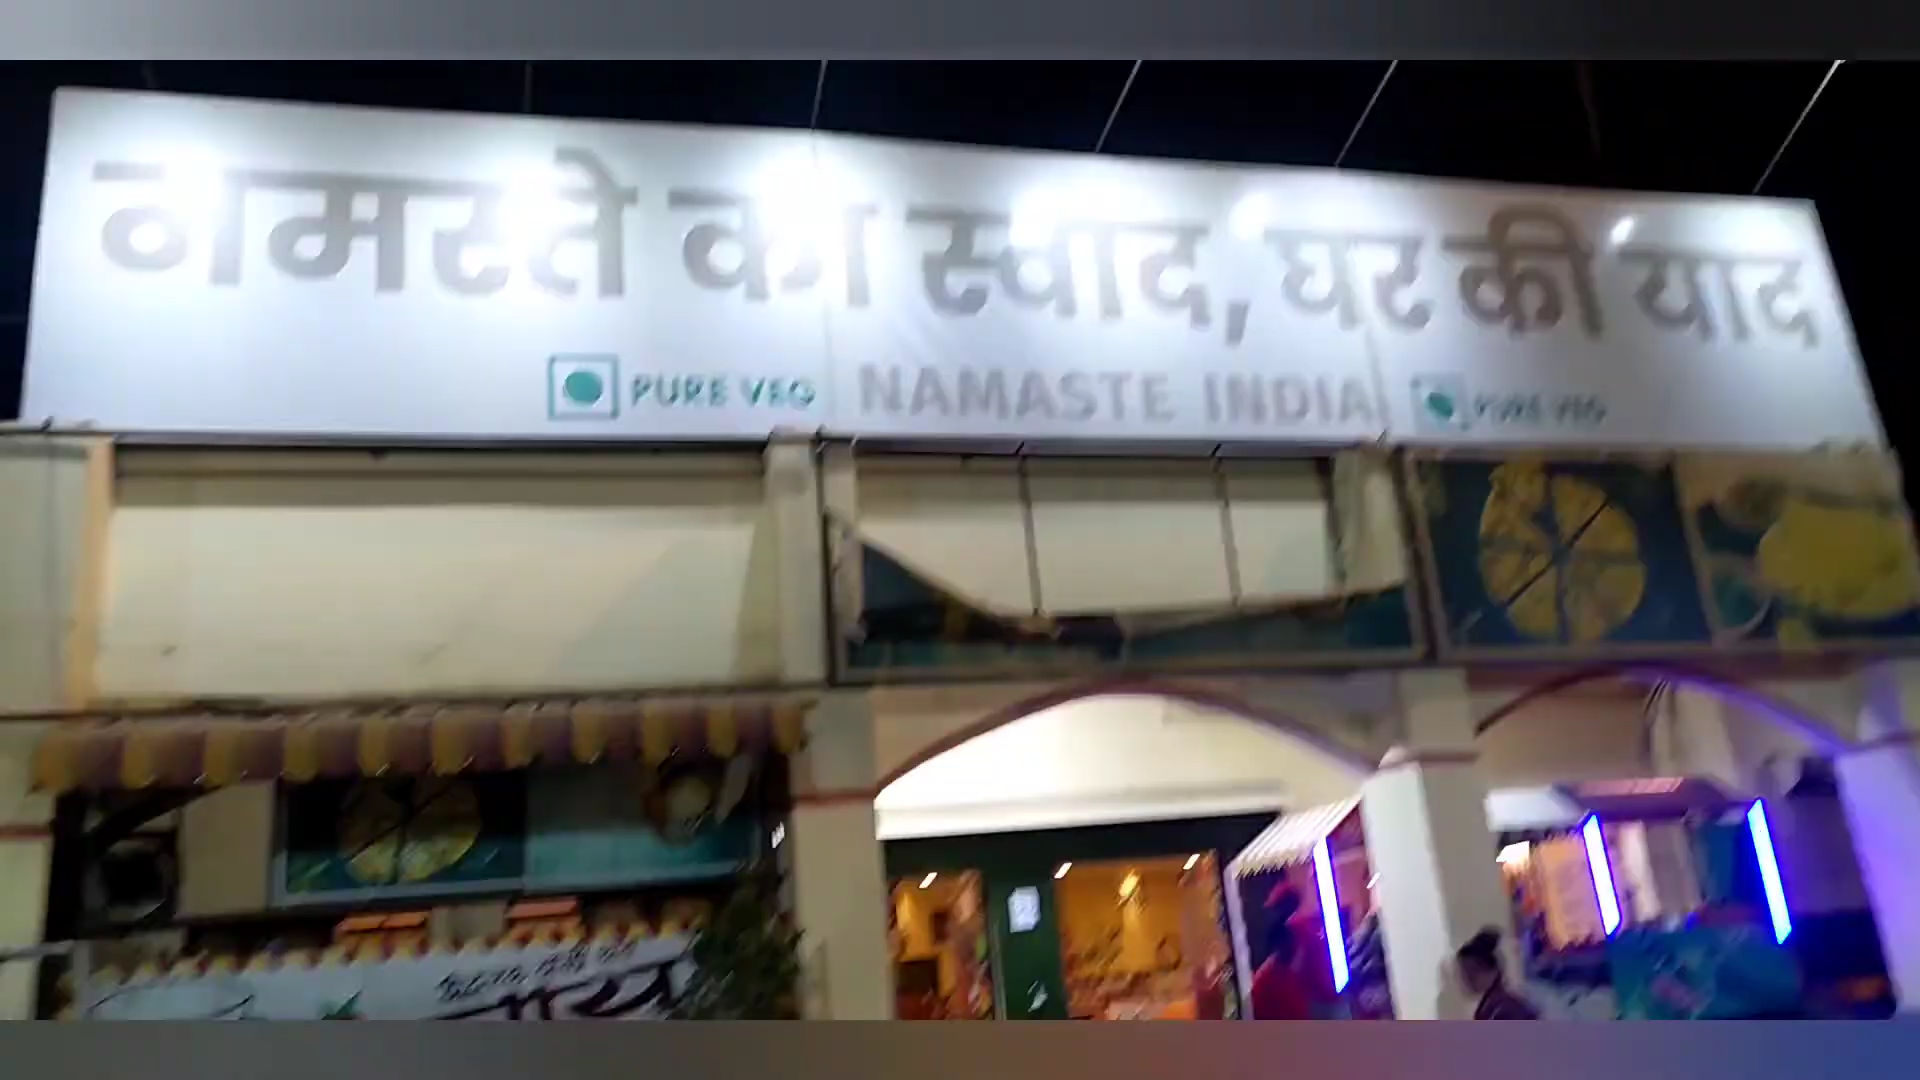 नमस्ते का स्वाद, घर की याद
PURE VEG NAMASTE INDIA PURE VEG